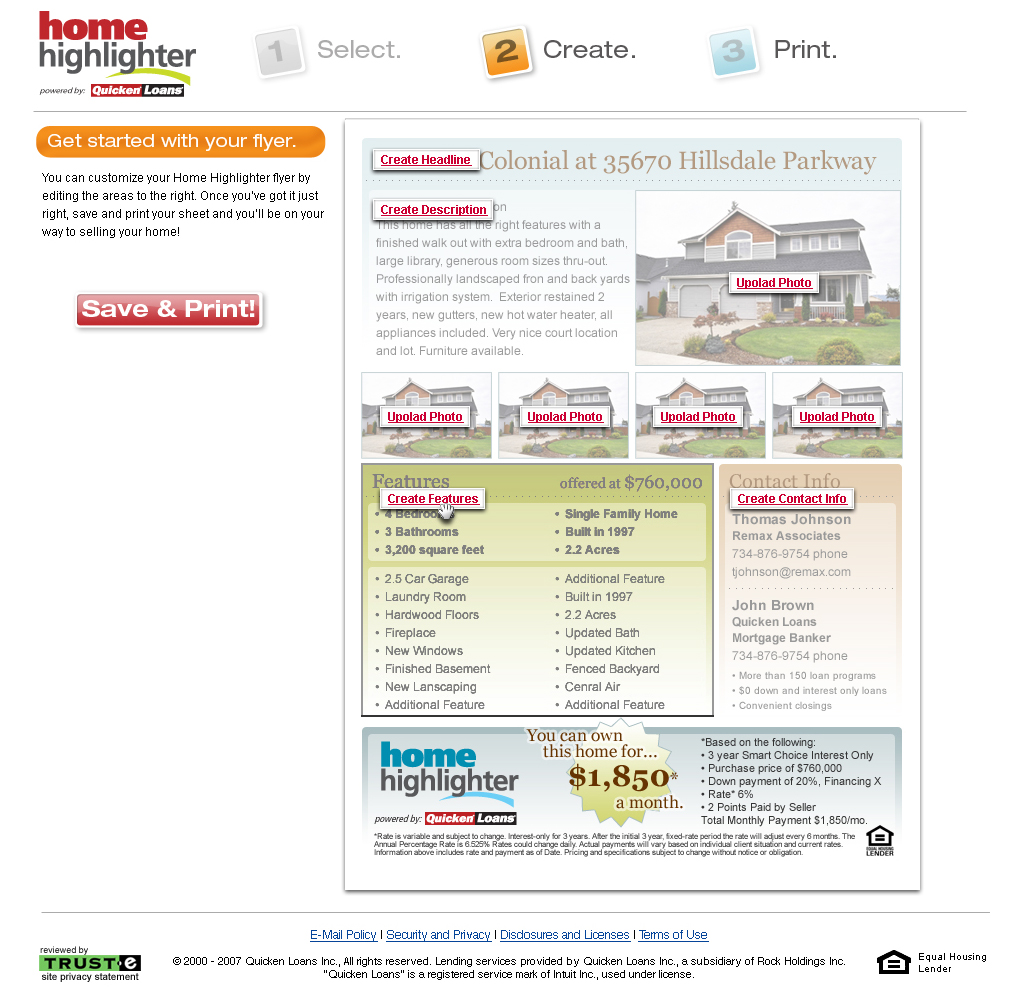 home
highlighter
powered by: Quicken Loans
1 Select.
2 Create.
3 Print.
Get started with your flyer.
You can customize your Home Highlighter flyer by
editing the areas to the right. Once you've got it just
right, save and print your sheet and you'll be on your
way to selling your home!
Save & Print!
Create Headline Colonial at 35670 Hillsdale Parkway
Create Description on
This home has all the right features with a
finished walk out with extra bedroom and bath,
large library, generous room sizes thru-out.
Professionally landscaped fron and back yards
with irrigation system. Exterior restained 2
years, new gutters, new hot water heater, all
appliances included. Very nice court location
and lot. Furniture available.
Upolad Photo
Upolad Photo
Upolad Photo
Upolad Photo
Upolad Photo
Features offered at $760,000
Create Features
• 4 Bedrooms
• 3 Bathrooms
• 3,200 square feet
• Single Family Home
• Built in 1997
• 2.2 Acres
• 2.5 Car Garage
• Laundry Room
• Hardwood Floors
• Fireplace
• New Windows
• Finished Basement
• New Lanscaping
• Additional Feature
• Additional Feature
• Built in 1997
• 2.2 Acres
• Updated Bath
• Updated Kitchen
• Fenced Backyard
• Cenral Air
• Additional Feature
Contact Info
Create Contact Info
Thomas Johnson
Remax Associates
734-876-9754 phone
tjohnson@remax.com
John Brown
Quicken Loans
Mortgage Banker
734-876-9754 phone
• More than 150 loan programs
• $0 down and interest only loans
• Convenient closings
home
highlighter
powered by: Quicken Loans
You can own
this home for...
$1,850*
a month.
*Based on the following:
• 3 year Smart Choice Interest Only
• Purchase price of $760,000
• Down payment of 20%, Financing X
• Rate* 6%
• 2 Points Paid by Seller
Total Monthly Payment $1,850/mo.
*Rate is variable and subject to change. Interest-only for 3 years. After the initial 3 year, fixed-rate period the rate will adjust every 6 months. The
Annual Percentage Rate is 6.525% Rates could change daily. Actual payments will vary based on individual client situation and current rates.
Information above includes rate and payment as of Date. Pricing and specifications subject to change without notice or obligation.
EQUAL HOUSING
LENDER
E-Mail Policy | Security and Privacy | Disclosures and Licenses | Terms of Use
reviewed by
TRUST-e
site privacy statement
© 2000 - 2007 Quicken Loans Inc., All rights reserved. Lending services provided by Quicken Loans Inc., a subsidiary of Rock Holdings Inc.
"Quicken Loans" is a registered service mark of Intuit Inc., used under license.
Equal Housing
Lender